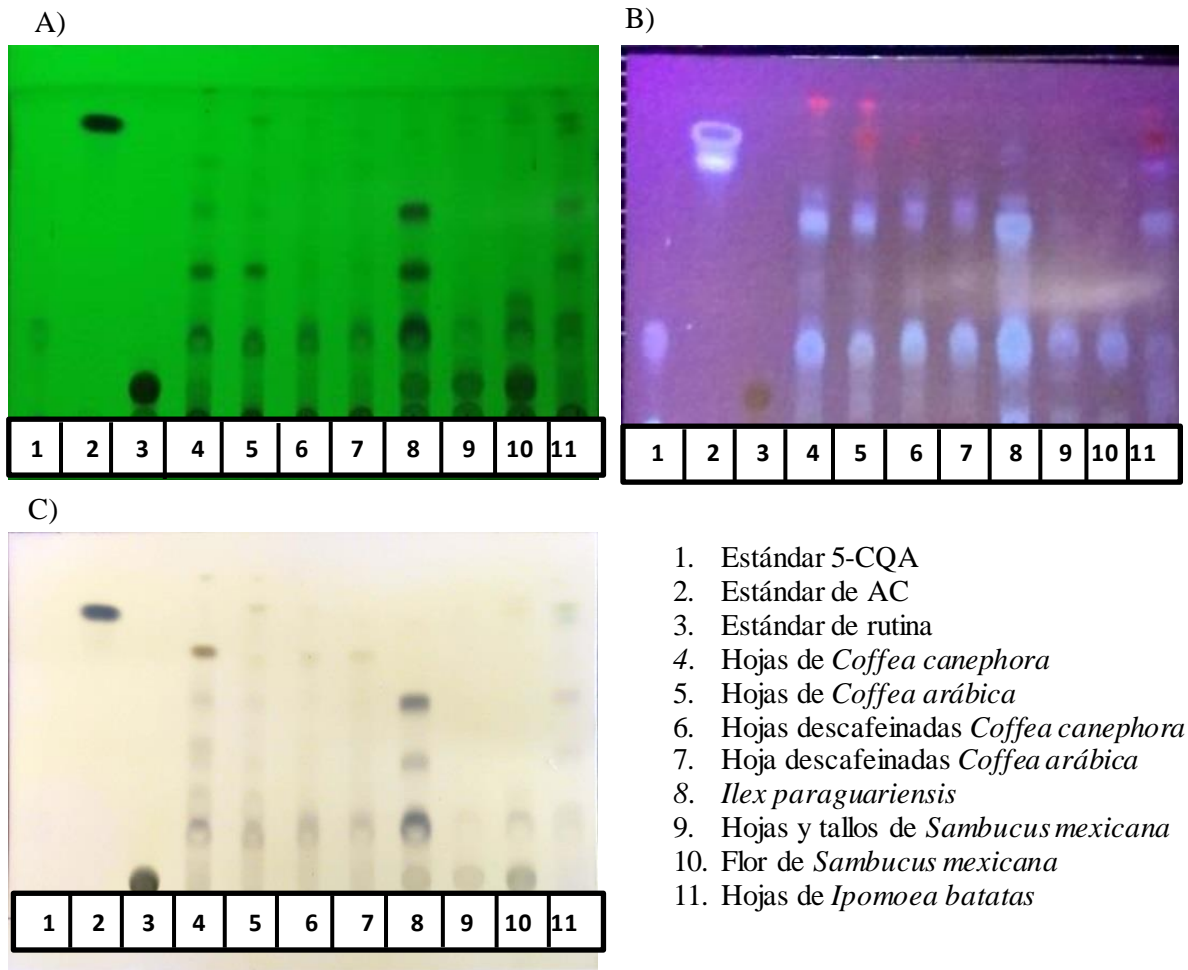 A)
B)
1 2 3 4 5 6 7 8 9 10 11
1 2 3 4 5 6 7 8 9 10 11
C)
1. Estándar 5-CQA
2. Estándar de AC
3. Estándar de rutina
4. Hojas de Coffea canephora
5. Hojas de Coffea arábica
6. Hojas descafeinadas Coffea canephora
7. Hoja descafeinadas Coffea arábica
8. Ilex paraguariensis
9. Hojas y tallos de Sambucus mexicana
10. Flor de Sambucus mexicana
11. Hojas de Ipomoea batatas
1 2 3 4 5 6 7 8 9 10 11